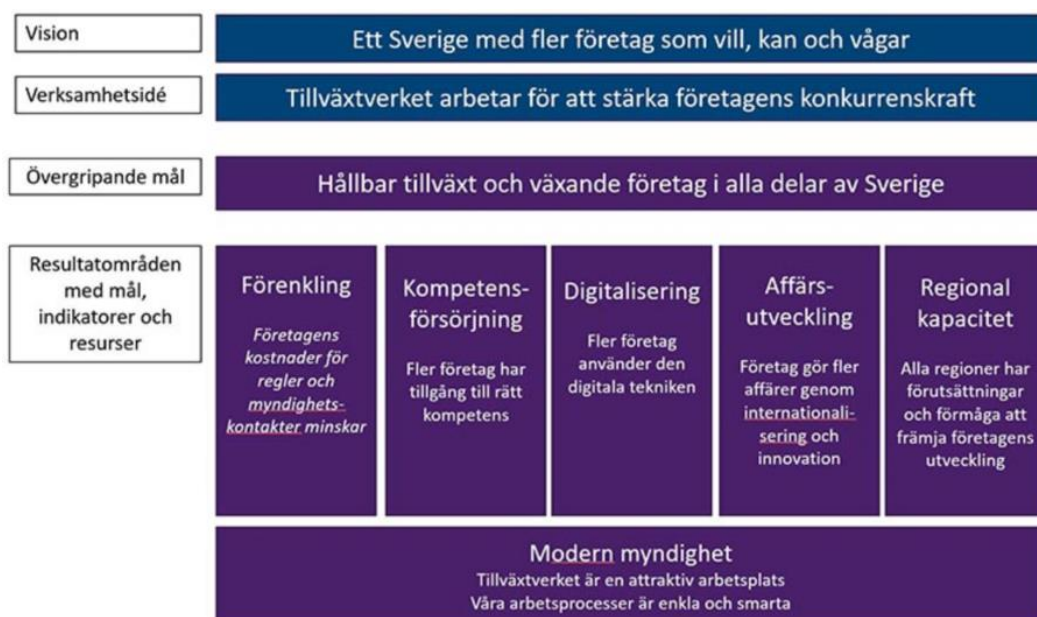 Vision
Ett Sverige med fler företag som vill, kan och vågar
Verksamhetsidé
Tillväxtverket arbetar för att stärka företagens konkurrenskraft
Övergripande mål
Hållbar tillväxt och växande företag i alla delar av Sverige
Resultatområden
med mål,
indikatorer och
resurser
Förenkling
Företagens
kostnader för
regler och
myndighets-
kontakter minskar
Kompetens-
försörjning
Fler företag har
tillgång till rätt
kompetens
Digitalisering
Fler företag
använder den
digitala tekniken
Affärs-
utveckling
Företag gör fler
affärer genom
internationali-
sering och
innovation
Regional
kapacitet
Alla regioner har
förutsättningar
och förmåga att
främja företagens
utveckling
Modern myndighet
Tillväxtverket är en attraktiv arbetsplats
Våra arbetsprocesser är enkla och smarta